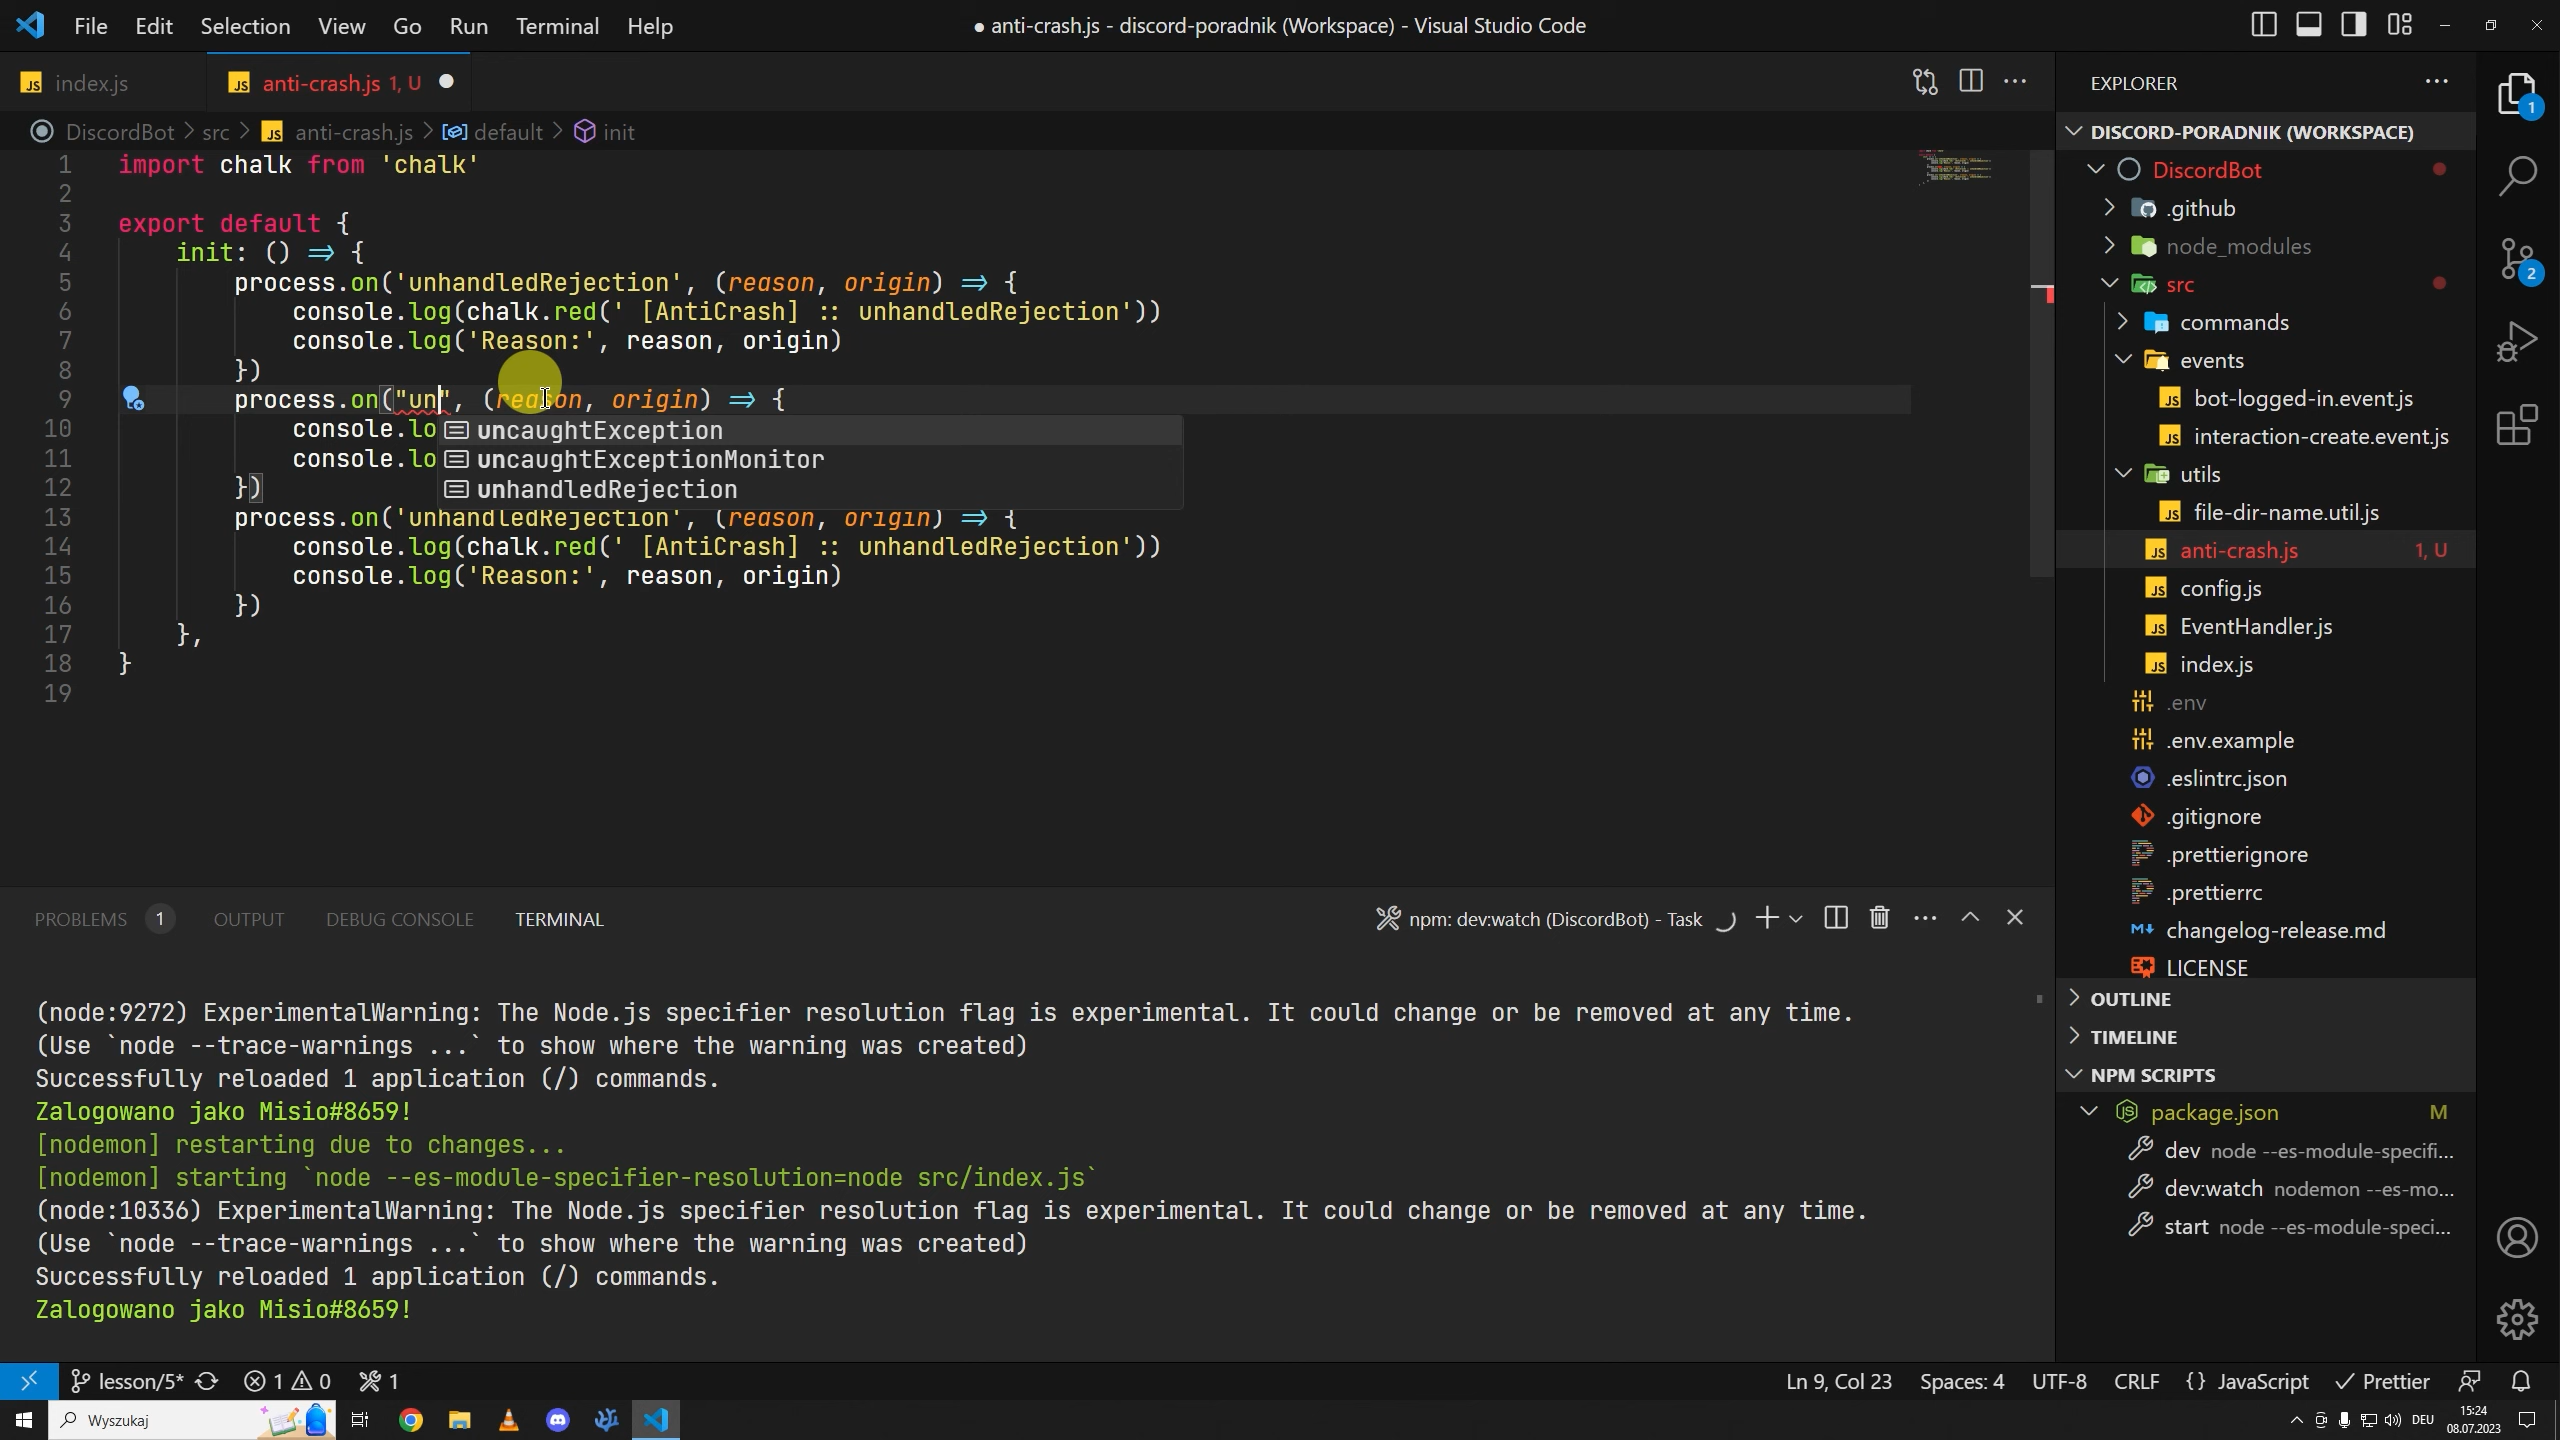 File Edit Selection View Go Run Terminal Help
● anti-crash.js - discord-poradnik (Workspace) - Visual Studio Code
index.js
anti-crash.js 1, U
DiscordBot > src > anti-crash.js > default > init
1 import chalk from 'chalk'
2
3 export default {
4 init: () => {
5 process.on('unhandledRejection', (reason, origin) => {
6 console.log(chalk.red(' [AntiCrash] :: unhandledRejection'))
7 console.log('Reason:', reason, origin)
8 })
9 process.on("un", (reason, origin) => {
10 console.lo
uncaughtException
11 console.lo
uncaughtExceptionMonitor
12 })
unhandledRejection
13 process.on('unhandledRejection', (reason, origin) => {
14 console.log(chalk.red(' [AntiCrash] :: unhandledRejection'))
15 console.log('Reason:', reason, origin)
16 })
17 },
18 }
19
PROBLEMS 1 OUTPUT DEBUG CONSOLE TERMINAL
npm: dev:watch (DiscordBot) - Task
(node:9272) ExperimentalWarning: The Node.js specifier resolution flag is experimental. It could change or be removed at any time.
(Use `node --trace-warnings ...` to show where the warning was created)
Successfully reloaded 1 application (/) commands.
Zalogowano jako Misio#8659!
[nodemon] restarting due to changes...
[nodemon] starting `node --es-module-specifier-resolution=node src/index.js`
(node:10336) ExperimentalWarning: The Node.js specifier resolution flag is experimental. It could change or be removed at any time.
(Use `node --trace-warnings ...` to show where the warning was created)
Successfully reloaded 1 application (/) commands.
Zalogowano jako Misio#8659!
EXPLORER
DISCORD-PORADNIK (WORKSPACE)
DiscordBot
.github
node_modules
src
commands
events
bot-logged-in.event.js
interaction-create.event.js
utils
file-dir-name.util.js
anti-crash.js 1, U
config.js
EventHandler.js
index.js
.env
.env.example
.eslintrc.json
.gitignore
.prettierignore
.prettierrc
changelog-release.md
LICENSE
OUTLINE
TIMELINE
NPM SCRIPTS
package.json M
dev node --es-module-specifi...
dev:watch nodemon --es-mo...
start node --es-module-speci...
1
2
lesson/5* 1 0 1
Ln 9, Col 23 Spaces: 4 UTF-8 CRLF {} JavaScript Prettier
Wyszukaj
DEU
15:24
08.07.2023